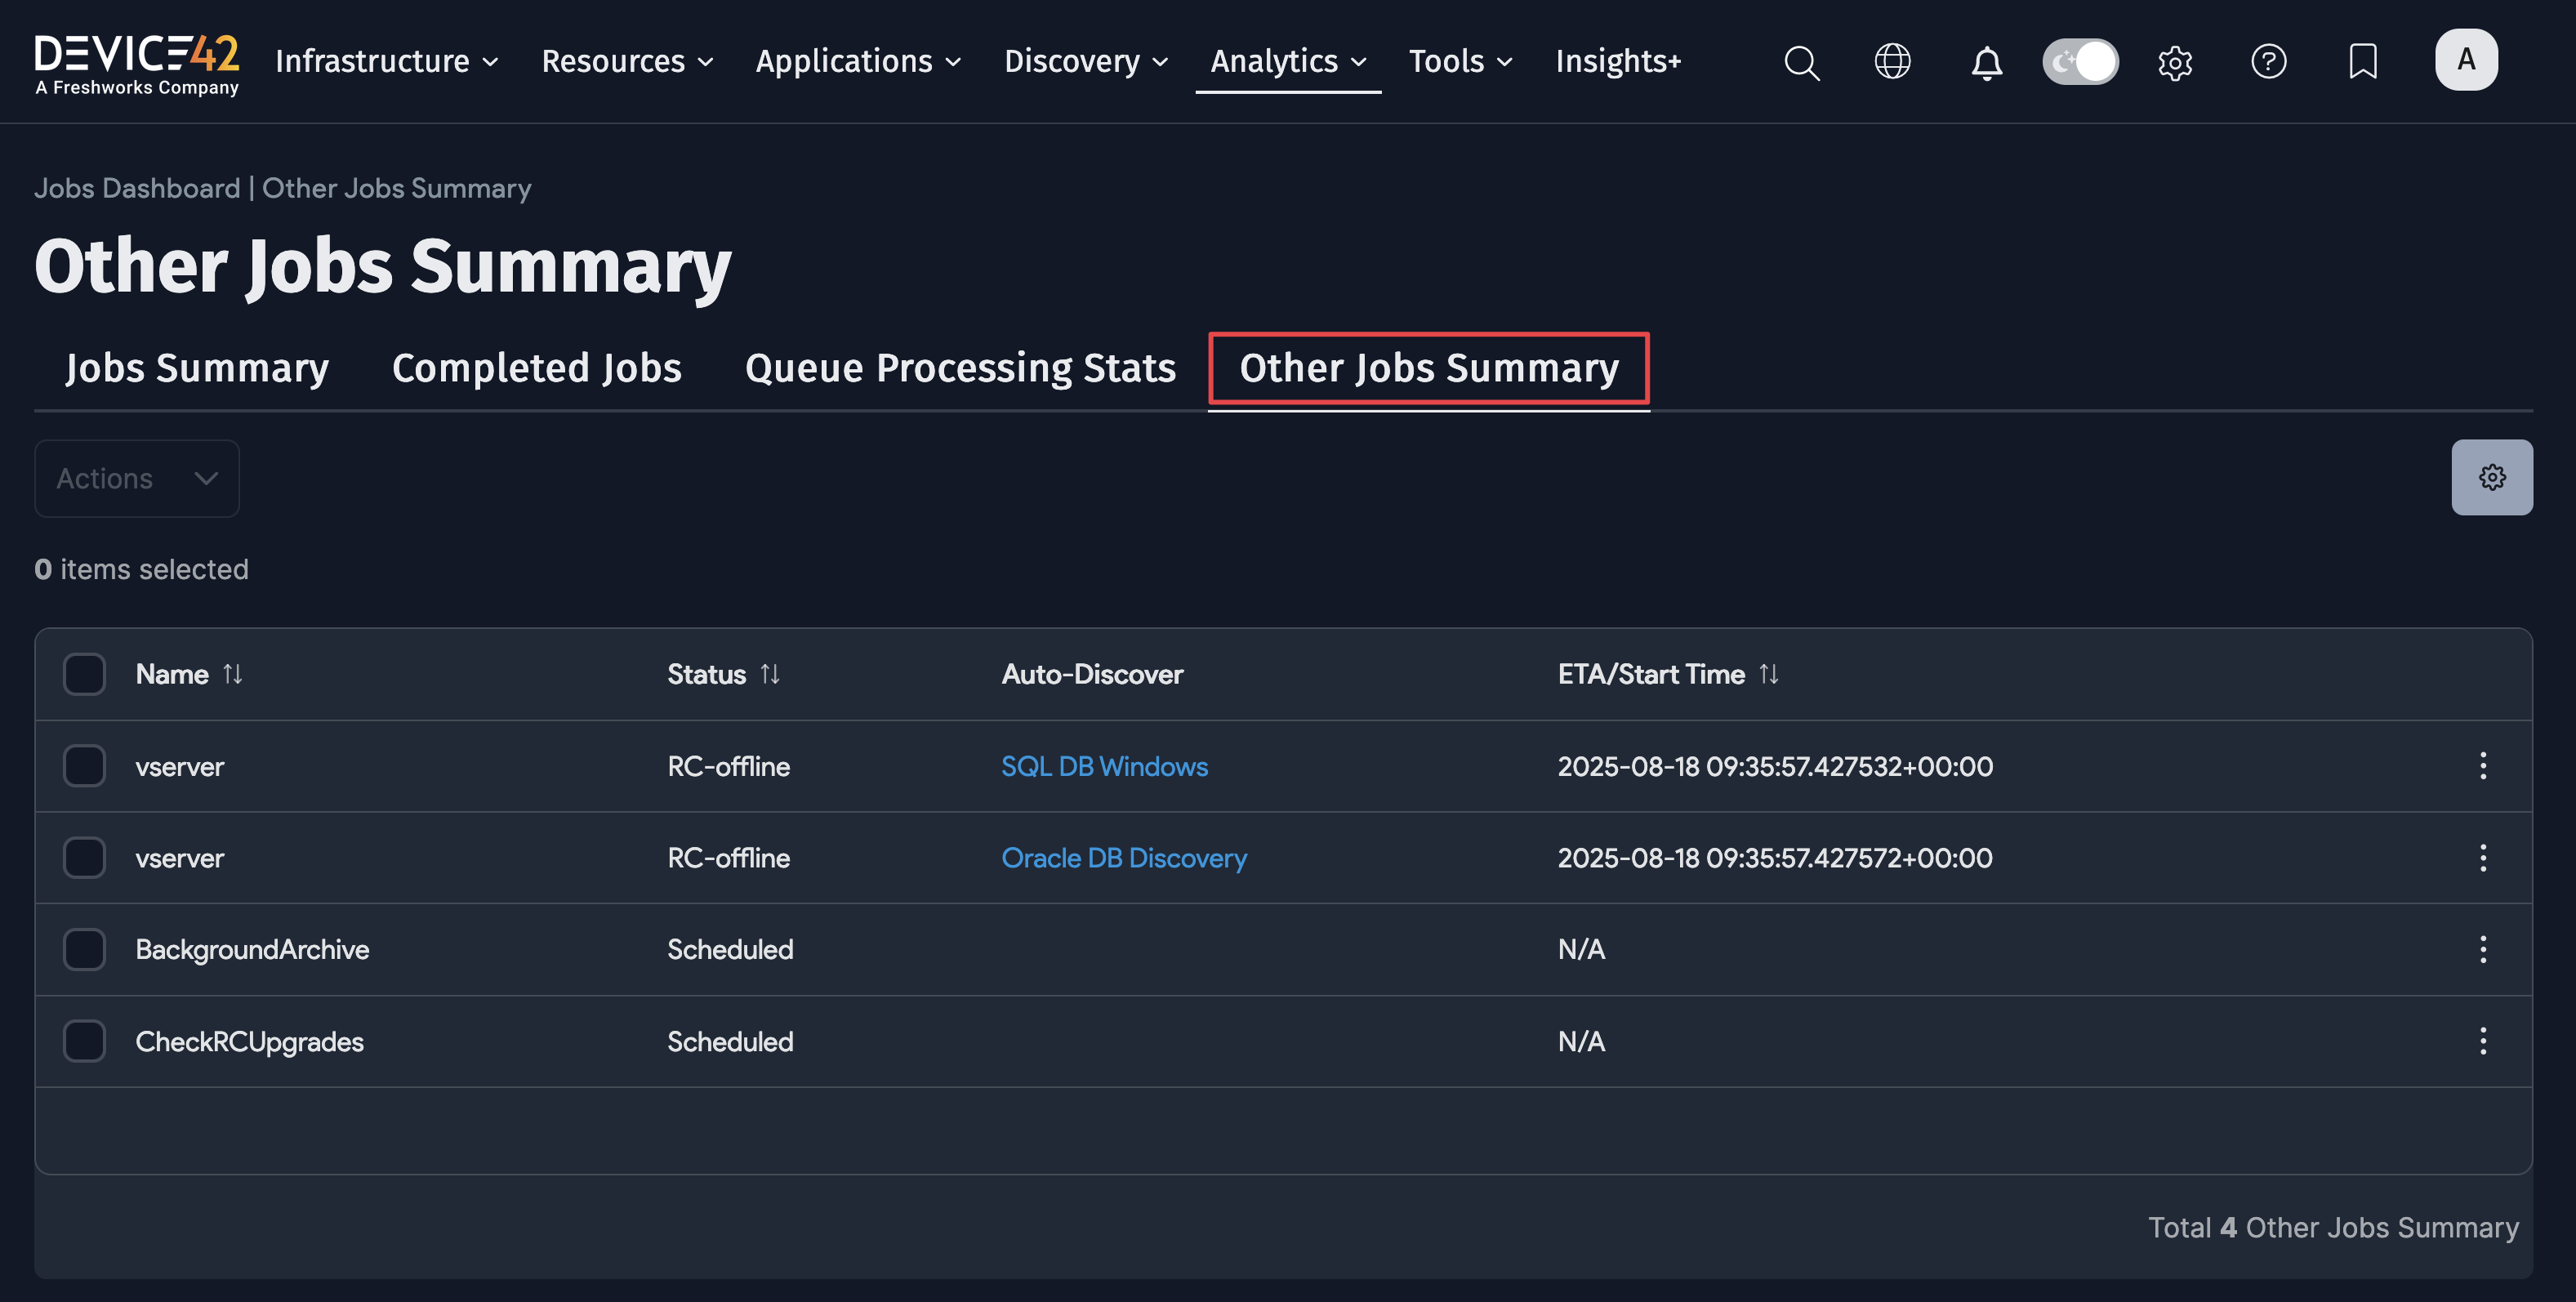 DEVICE42
A Freshworks Company
Infrastructure Resources Applications Discovery Analytics Tools Insights+ A
Jobs Dashboard | Other Jobs Summary
Other Jobs Summary
Jobs Summary Completed Jobs Queue Processing Stats Other Jobs Summary
Actions
0 items selected
Name Status Auto-Discover ETA/Start Time
vserver RC-offline SQL DB Windows 2025-08-18 09:35:57.427532+00:00
vserver RC-offline Oracle DB Discovery 2025-08-18 09:35:57.427572+00:00
BackgroundArchive Scheduled N/A
CheckRCUpgrades Scheduled N/A
Total 4 Other Jobs Summary